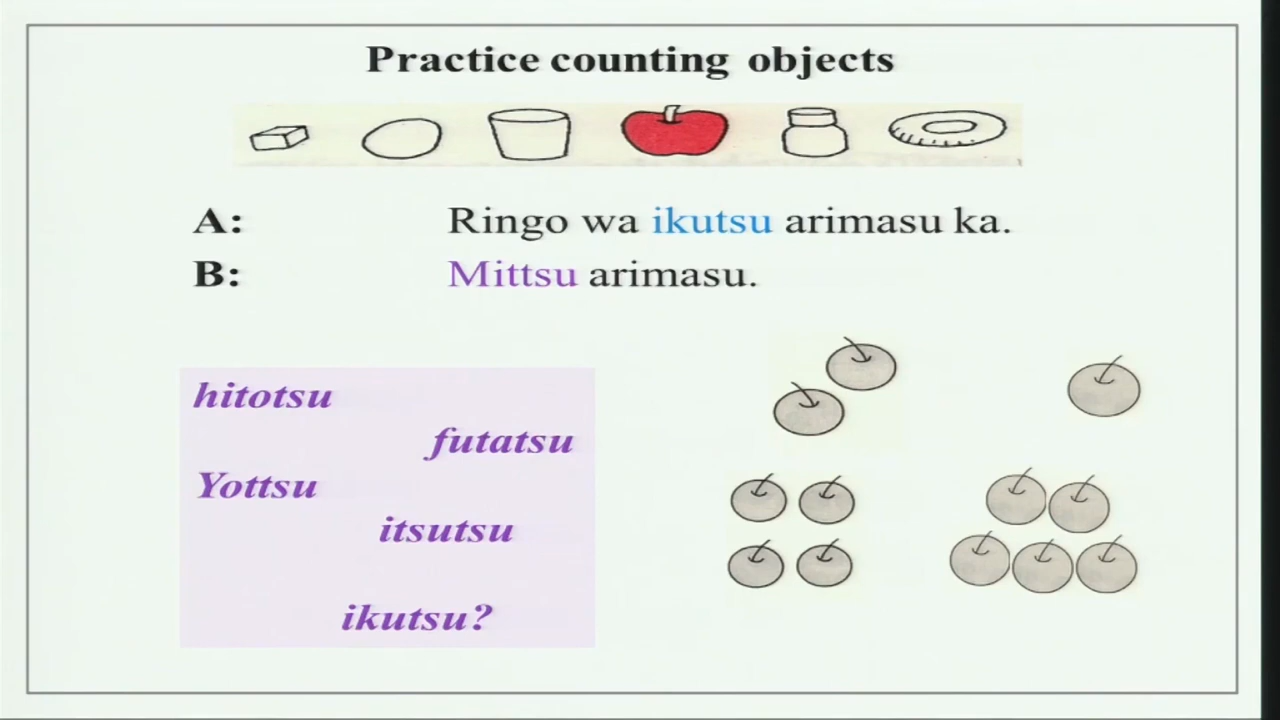 Practice counting objects
A: Ringo wa ikutsu arimasu ka.
B: Mittsu arimasu.
hitotsu
futatsu
Yottsu
itsutsu
ikutsu?